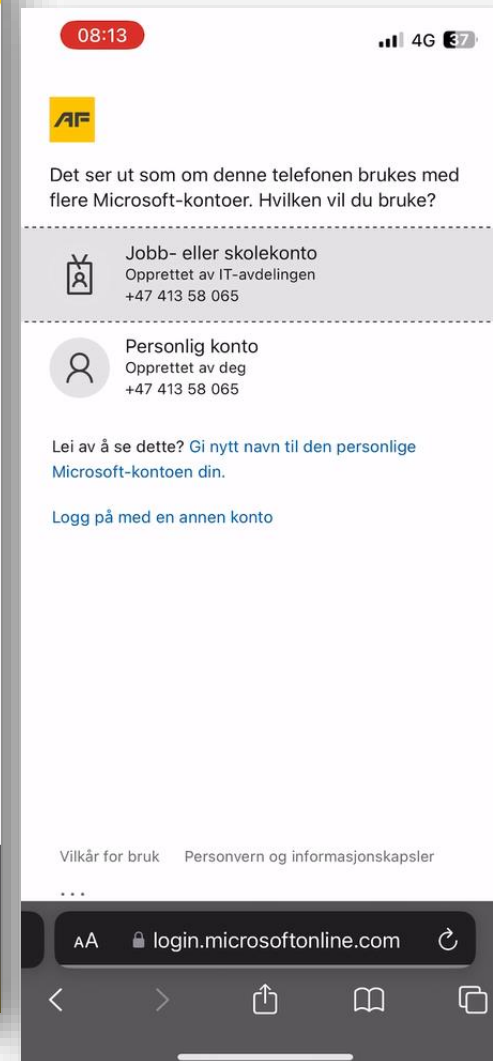 08:13
4G 37
AF
Det ser ut som om denne telefonen brukes med
flere Microsoft-kontoer. Hvilken vil du bruke?
Jobb- eller skolekonto
Opprettet av IT-avdelingen
+47 413 58 065
Personlig konto
Opprettet av deg
+47 413 58 065
Lei av å se dette? Gi nytt navn til den personlige
Microsoft-kontoen din.
Logg på med en annen konto
Vilkår for bruk Personvern og informasjonskapsler
...
AA login.microsoftonline.com